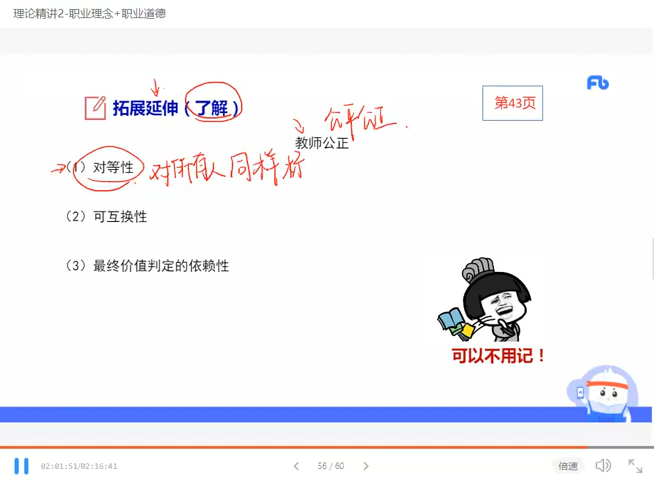 理论精讲2-职业理念+职业道德
拓展延伸（了解）
第43页
公平公正.
教师公正
（1）对等性 对所有人同样好
（2）可互换性
（3）最终价值判定的依赖性
可以不用记！
02:01:51/02:16:41
56 / 60
倍速